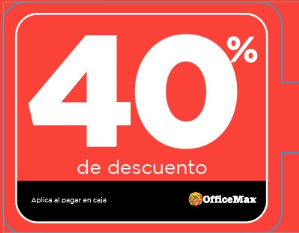 40%
de descuento
Aplica al pagar en caja
OfficeMax